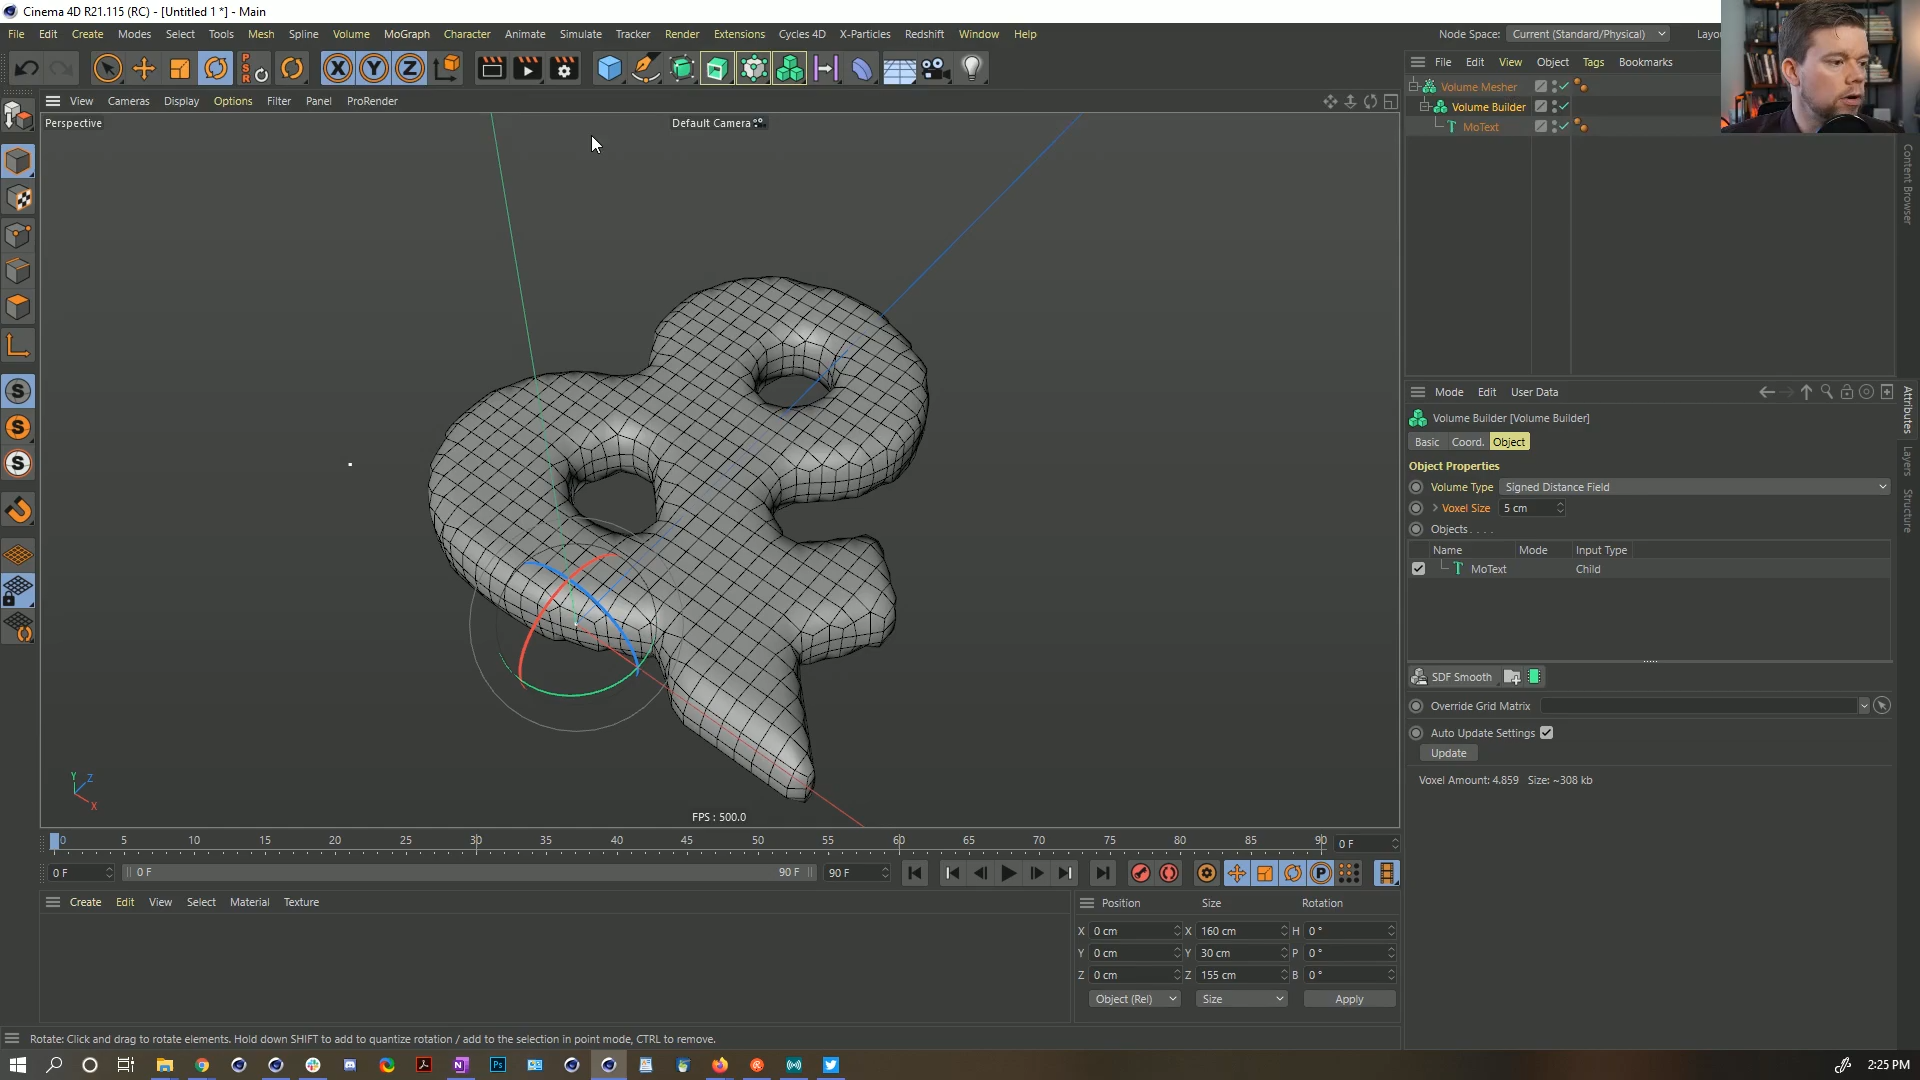 Cinema 4D R21.115 (RC) - [Untitled 1 *] - Main
File Edit Create Modes Select Tools Mesh Spline Volume MoGraph Character Animate Simulate Tracker Render Extensions Cycles 4D X-Particles Redshift Window Help Node Space: Current (Standard/Physical)
PSR X Y Z
File Edit View Object Tags Bookmarks
View Cameras Display Options Filter Panel ProRender
Volume Mesher
Volume Builder
MoText
Perspective
Default Camera
Content Browser
Mode Edit User Data
Volume Builder [Volume Builder]
Basic Coord. Object
Object Properties
Volume Type Signed Distance Field
Voxel Size 5 cm
Objects . . . .
Name Mode Input Type
MoText Child
SDF Smooth
Override Grid Matrix
Auto Update Settings
Update
Voxel Amount: 4.859 Size: ~308 kb
Attributes
Layers
Structure
Y Z
X
FPS : 500.0
0 5 10 15 20 25 30 35 40 45 50 55 60 65 70 75 80 85 90 0 F
0 F 0 F 90 F 90 F
Create Edit View Select Material Texture
Position Size Rotation
X 0 cm X 160 cm H 0 °
Y 0 cm Y 30 cm P 0 °
Z 0 cm Z 155 cm B 0 °
Object (Rel) Size Apply
Rotate: Click and drag to rotate elements. Hold down SHIFT to add to quantize rotation / add to the selection in point mode, CTRL to remove.
2:25 PM